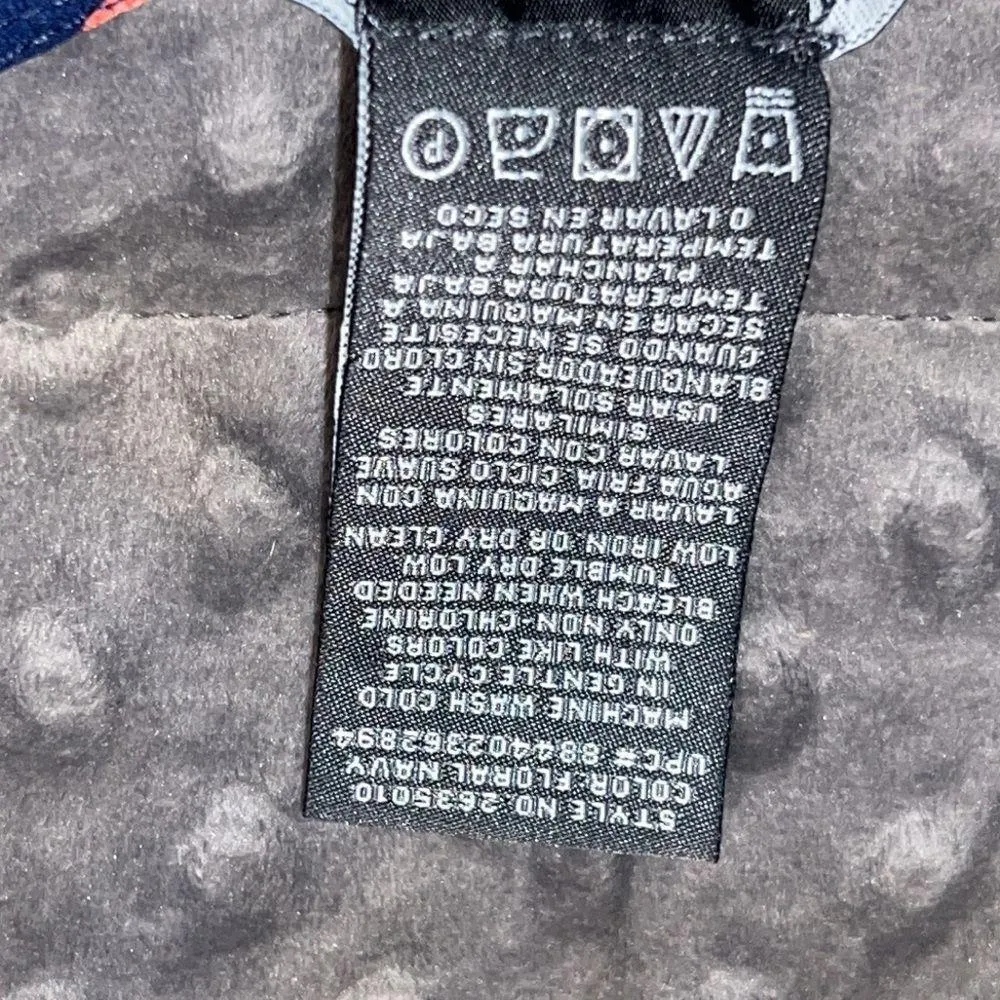 STYLE NO 2635010
COLOR: FLORAL NAVY
UPC# 884402362894
MACHINE WASH COLD
IN GENTLE CYCLE
WITH LIKE COLORS
ONLY NON-CHLORINE
BLEACH WHEN NEEDED
TUMBLE DRY LOW
LOW IRON OR DRY CLEAN
LAVAR A MAQUINA CON
AGUA FRIA CICLO SUAVE
LAVAR CON COLORES
SIMILARES
USAR SOLAMENTE
BLANQUEADOR SIN CLORO
CUANDO SE NECESITE
SECAR EN MAQUINA A
TEMPERATURA BAJA
PLANCHAR A
TEMPERATURA BAJA
O LAVAR EN SECO
P